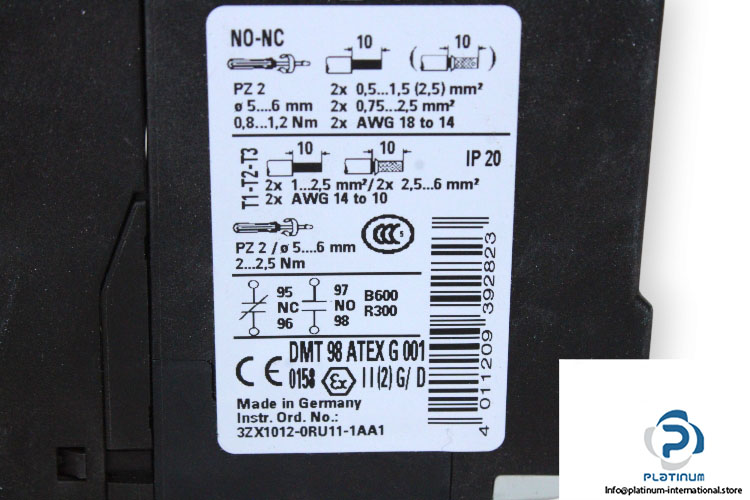 NO-NC
10
( 10 )
PZ 2 2x 0,5...1,5 (2,5) mm²
ø 5....6 mm 2x 0,75...2,5 mm²
0,8...1,2 Nm 2x AWG 18 to 14
T1-T2-T3
10 10 IP 20
2x 1...2,5 mm²/2x 2,5...6 mm²
2x AWG 14 to 10
CCC S
PZ 2 / ø 5....6 mm
2...2,5 Nm
95 97
NC NO B600
R300
96 98
DMT 98 ATEX G 001
CE 0158 Ex II(2) G/ D
Made in Germany
Instr. Ord. No.:
3ZX1012-0RU11-1AA1
4 011209 392823
PLATINUM
Info@platinum-international.store